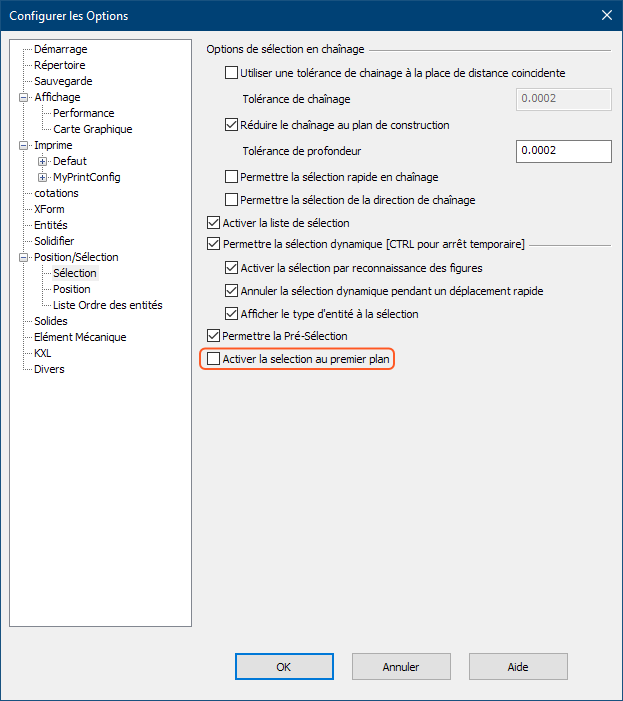 Configurer les Options
Démarrage
Répertoire
Sauvegarde
Affichage
Performance
Carte Graphique
Imprime
Defaut
MyPrintConfig
cotations
XForm
Entités
Solidifier
Position/Sélection
Sélection
Position
Liste Ordre des entités
Solides
Elément Mécanique
KXL
Divers
Options de sélection en chaînage
Utiliser une tolérance de chainage à la place de distance coincidente
Tolérance de chaînage 0.0002
Réduire le chaînage au plan de construction
Tolérance de profondeur 0.0002
Permettre la sélection rapide en chaînage
Permettre la sélection de la direction de chaînage
Activer la liste de sélection
Permettre la sélection dynamique [CTRL pour arrêt temporaire]
Activer la sélection par reconnaissance des figures
Annuler la sélection dynamique pendant un déplacement rapide
Afficher le type d'entité à la sélection
Permettre la Pré-Sélection
Activer la selection au premier plan
OK Annuler Aide